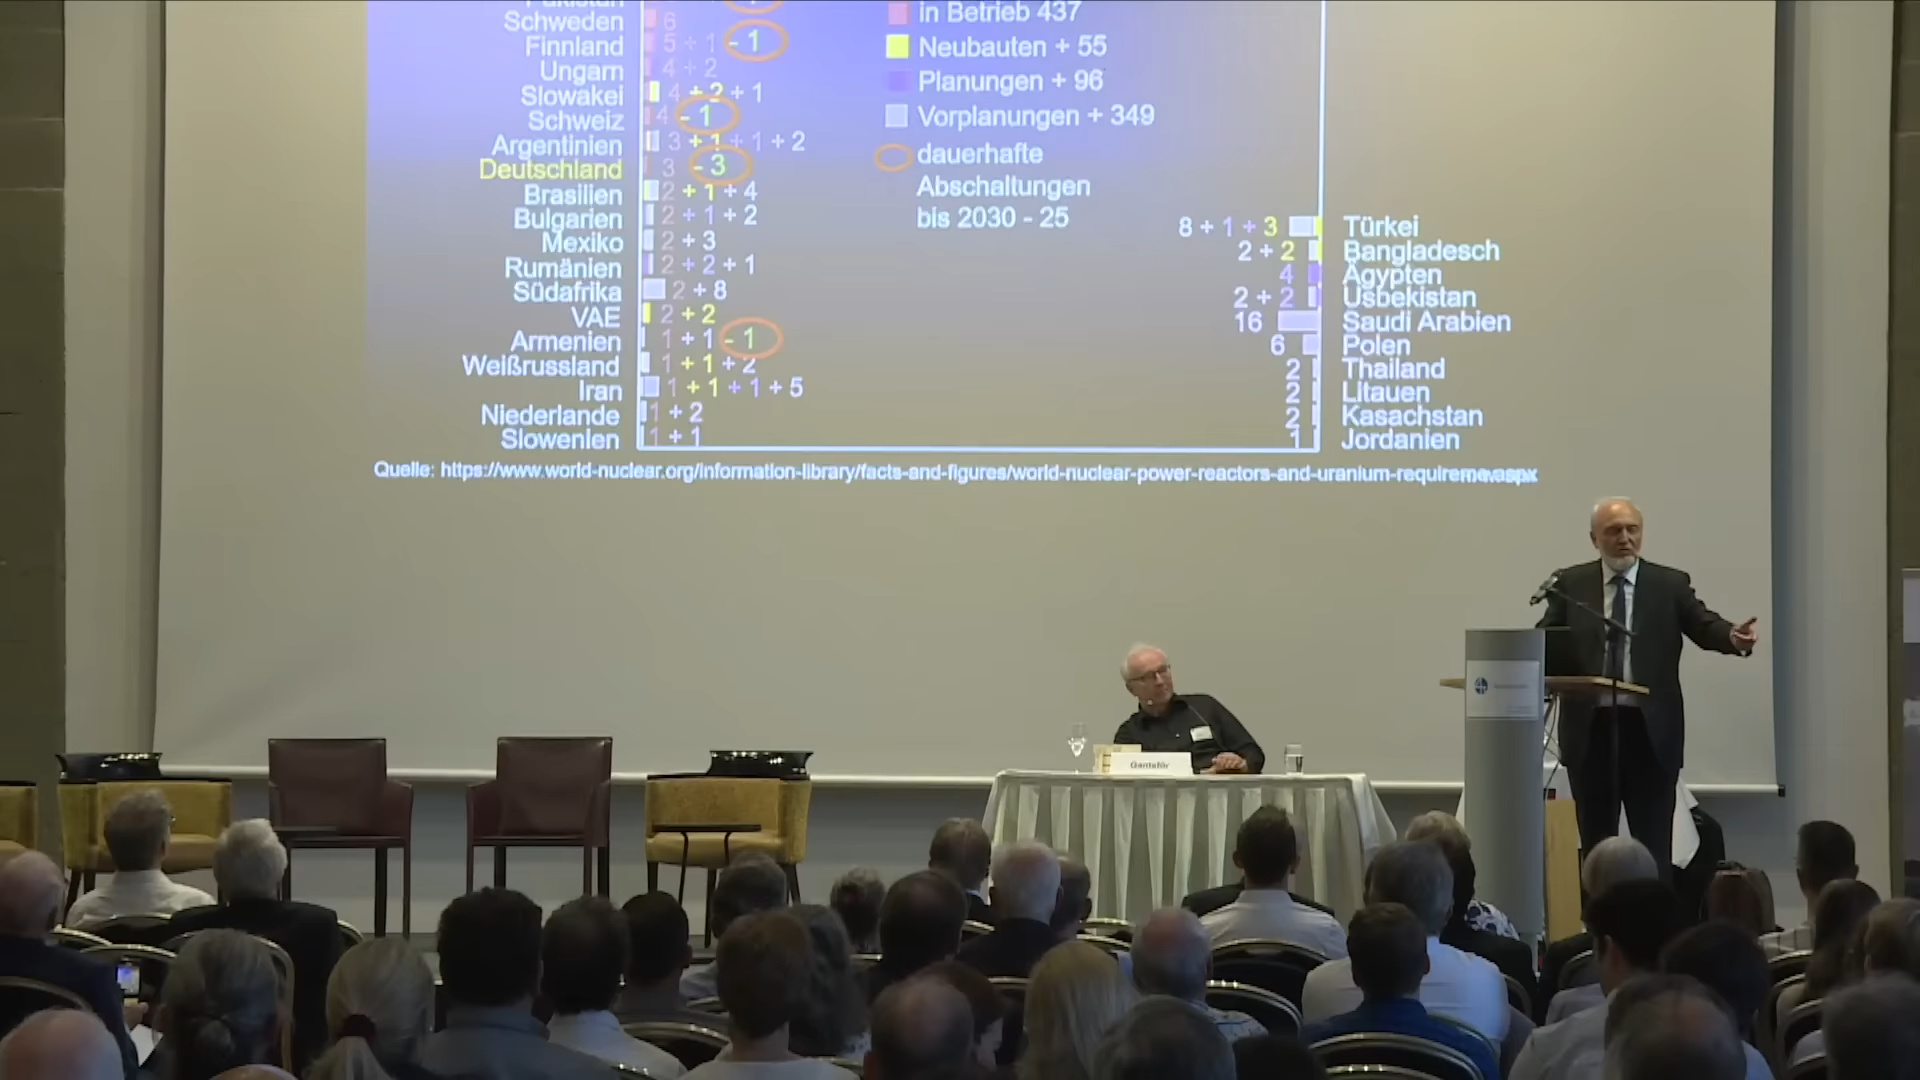 Pakistan - 1
Schweden 6
Finnland 5 + 1 - 1
Ungarn 4 + 2
Slowakei 4 + 2 + 1
Schweiz 4 - 1
Argentinien 3 + 1 + 1 + 2
Deutschland 3 - 3
Brasilien 2 + 1 + 4
Bulgarien 2 + 1 + 2
Mexiko 2 + 3
Rumänien 2 + 2 + 1
Südafrika 2 + 8
VAE 2 + 2
Armenien 1 + 1 - 1
Weißrussland 1 + 1 + 2
Iran 1 + 1 + 1 + 5
Niederlande 1 + 2
Slowenien 1 + 1
in Betrieb 437
Neubauten + 55
Planungen + 96
Vorplanungen + 349
dauerhafte
Abschaltungen
bis 2030 - 25
8 + 1 + 3 Türkei
2 + 2 Bangladesch
4 Ägypten
2 + 2 Usbekistan
16 Saudi Arabien
6 Polen
2 Thailand
2 Litauen
2 Kasachstan
1 Jordanien
Quelle: https://www.world-nuclear.org/information-library/facts-and-figures/world-nuclear-power-reactors-and-uranium-requireme.aspx
Ganteför